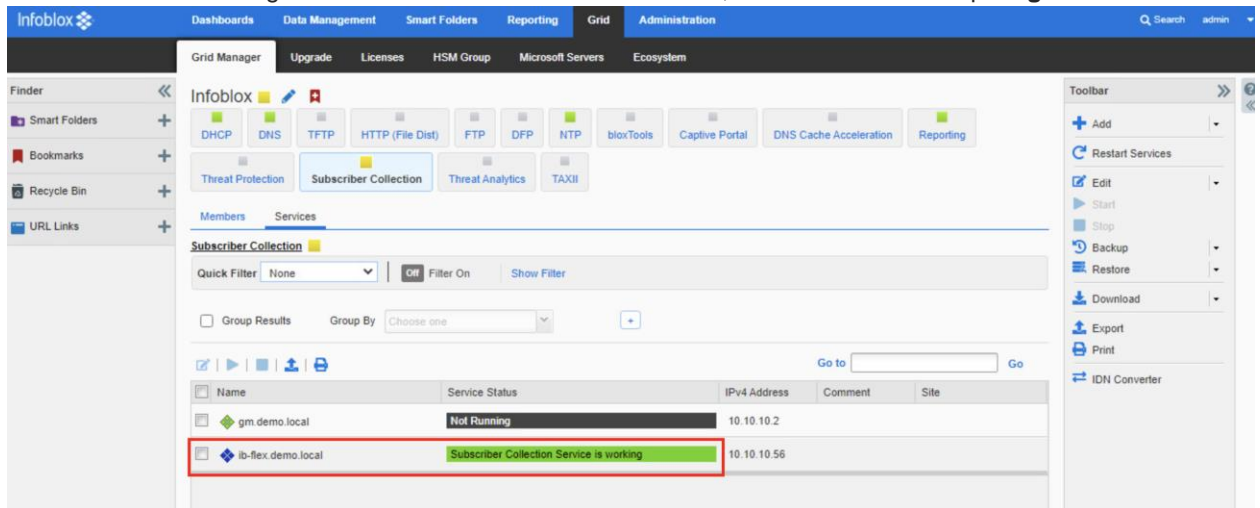 Infoblox Dashboards Data Management Smart Folders Reporting Grid Administration Search admin
Grid Manager Upgrade Licenses HSM Group Microsoft Servers Ecosystem
Finder
Smart Folders
Bookmarks
Recycle Bin
URL Links
Infoblox
DHCP DNS TFTP HTTP (File Dist) FTP DFP NTP bloxTools Captive Portal DNS Cache Acceleration Reporting
Threat Protection Subscriber Collection Threat Analytics TAXII
Members Services
Subscriber Collection
Quick Filter None Off Filter On Show Filter
Group Results Group By Choose one +
Go to Go
Name Service Status IPv4 Address Comment Site
gm.demo.local Not Running 10.10.10.2
ib-flex.demo.local Subscriber Collection Service is working 10.10.10.56
Toolbar
Add
Restart Services
Edit
Start
Stop
Backup
Restore
Download
Export
Print
IDN Converter